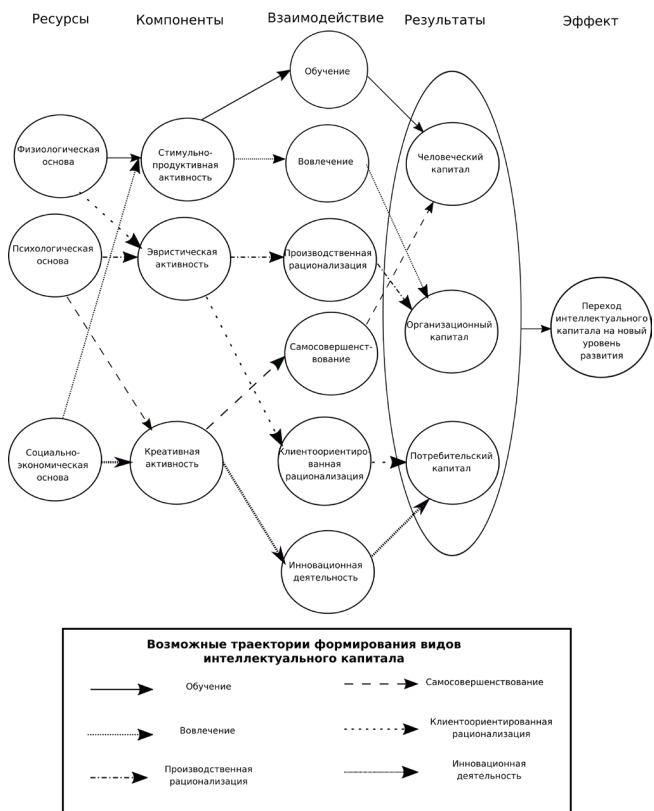 Ресурсы
Компоненты
Взаимодействие
Результаты
Эффект
Обучение
Физиологическая
основа
Стимульно-
продуктивная
активность
Вовлечение
Человеческий
капитал
Психологическая
основа
Эвристическая
активность
Производственная
рационализация
Организационный
капитал
Переход
интеллектуального
капитала на новый
уровень
развития
Самосовершенст-
вование
Социально-
экономическая
основа
Креативная
активность
Клиентоориентиро-
ванная
рационализация
Потребительский
капитал
Инновационная
деятельность
Возможные траектории формирования видов
интеллектуального капитала
Обучение
Самосовершенствование
Вовлечение
Клиентоориентированная
рационализация
Производственная
рационализация
Инновационная
деятельность